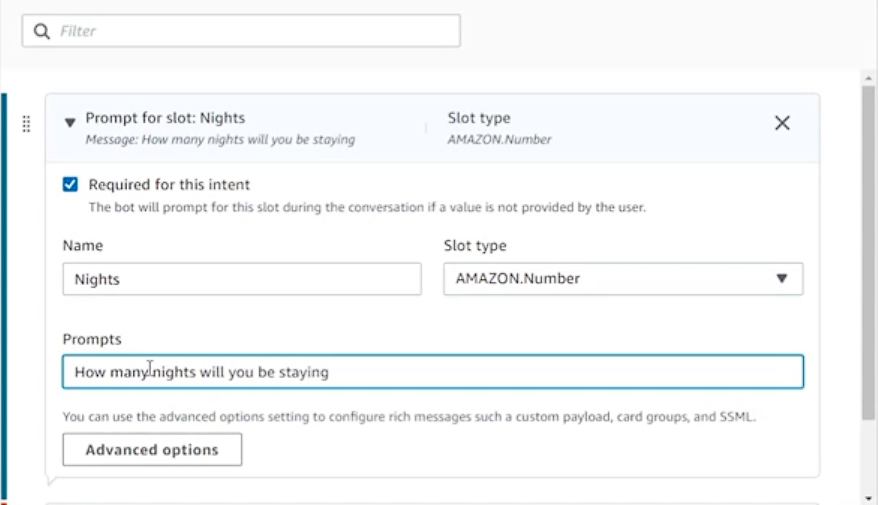 Filter
Prompt for slot: Nights
Slot type
Message: How many nights will you be staying
AMAZON.Number
Required for this intent
The bot will prompt for this slot during the conversation if a value is not provided by the user.
Name
Slot type
Nights
AMAZON.Number
Prompts
How many nights will you be staying
You can use the advanced options setting to configure rich messages such a custom payload, card groups, and SSML.
Advanced options